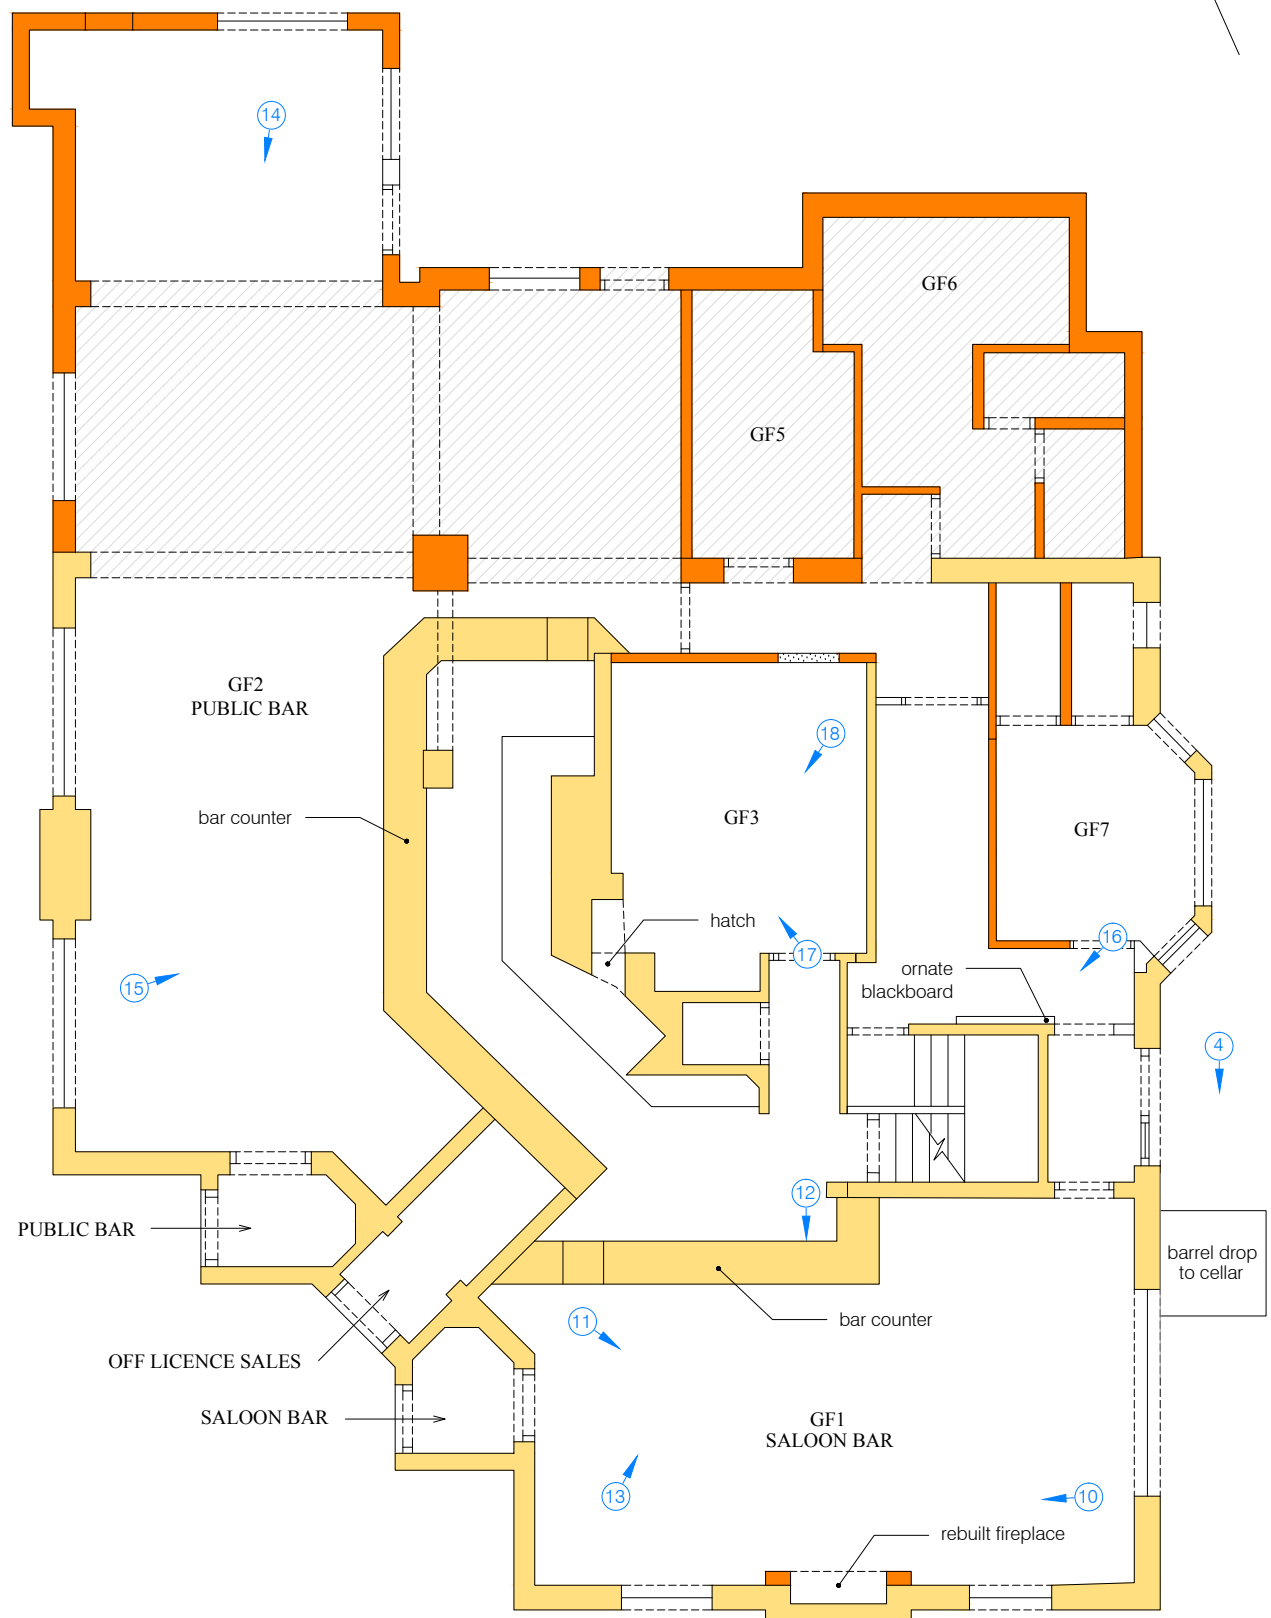 14
GF6
GF5
GF2
PUBLIC BAR
18
bar counter
GF3
GF7
hatch
16
17
ornate
blackboard
15
4
12
PUBLIC BAR
barrel drop
to cellar
11
bar counter
OFF LICENCE SALES
SALOON BAR
GF1
SALOON BAR
13
10
rebuilt fireplace